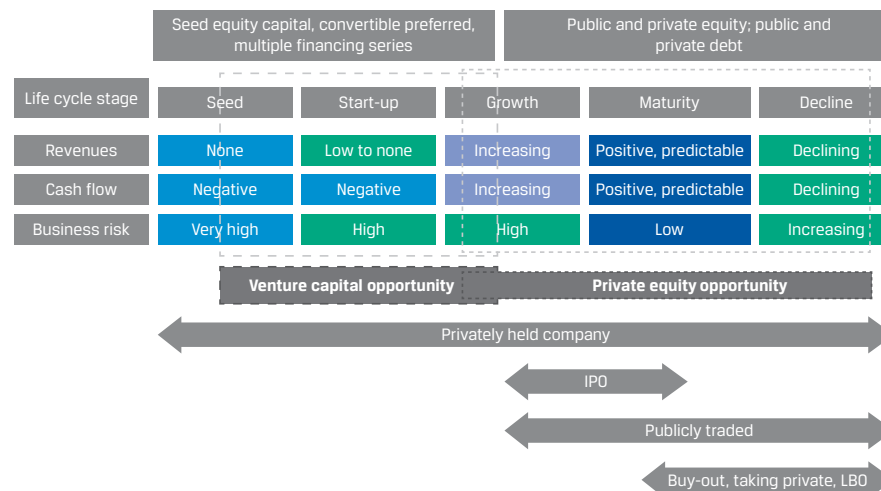 Seed equity capital, convertible preferred,
multiple financing series
Public and private equity; public and
private debt
Life cycle stage
Seed
Start-up
Growth
Maturity
Decline
Revenues
None
Low to none
Increasing
Positive, predictable
Declining
Cash flow
Negative
Negative
Increasing
Positive, predictable
Declining
Business risk
Very high
High
High
Low
Increasing
Venture capital opportunity
Private equity opportunity
Privately held company
IPO
Publicly traded
Buy-out, taking private, LBO